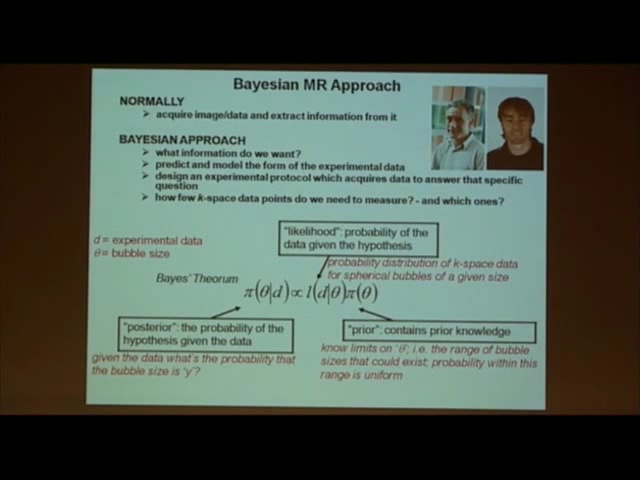 Bayesian MR Approach
NORMALLY
acquire image/data and extract information from it
BAYESIAN APPROACH
what information do we want?
predict and model the form of the experimental data
design an experimental protocol which acquires data to answer that specific
question
how few k-space data points do we need to measure? - and which ones?
"likelihood": probability of the
data given the hypothesis
d = experimental data
θ = bubble size
probability distribution of k-space data
for spherical bubbles of a given size
Bayes' Theorum
π(θ|d) ∝ l(d|θ)π(θ)
"posterior": the probability of the
hypothesis given the data
"prior": contains prior knowledge
given the data what's the probability that
the bubble size is 'y'?
know limits on 'θ'; i.e. the range of bubble
sizes that could exist; probability within this
range is uniform